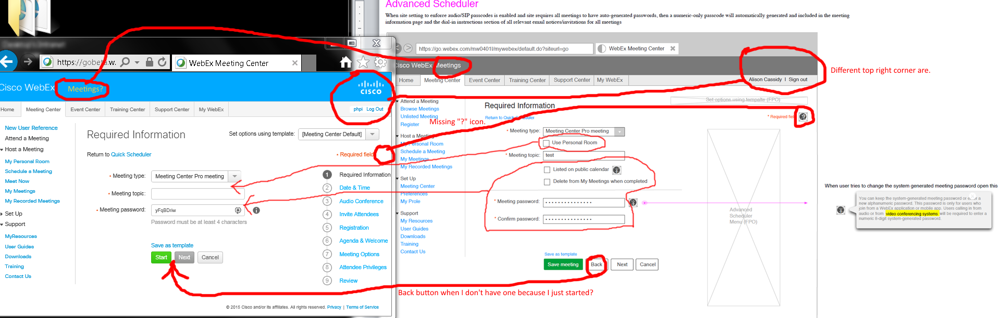 Advanced Scheduler
When site setting to enforce audio/SIP passcodes is enabled and site requires all meetings to have auto-generated passwords, then a numeric-only passcode will automatically generated and included in the meeting
information page and the dial-in instructions section of all relevant email notices/invitations for all meetings
https://gobeta.w.
WebEx Meeting Center
Cisco WebEx
Meetings?
CISCO
Home
Meeting Center
Event Center
Training Center
Support Center
My WebEx
phpi
Log Out
New User Reference
Attend a Meeting
Host a Meeting
My Personal Room
Schedule a Meeting
Meet Now
My Meetings
My Recorded Meetings
Set Up
Support
MyResources
User Guides
Downloads
Training
Contact Us
Required Information
Set options using template:
[Meeting Center Default]
Return to Quick Scheduler
* Required field
* Meeting type:
Meeting Center Pro meeting
* Meeting topic:
* Meeting password:
yFqBDriw
Password must be at least 4 characters
Save as template
Start
Next
Cancel
1 Required Information
2 Date & Time
3 Audio Conference
4 Invite Attendees
5 Registration
6 Agenda & Welcome
7 Meeting Options
8 Attendee Privileges
9 Review
© 2015 Cisco and/or its affiliates. All rights reserved. Privacy | Terms of Service
https://go.webex.com/mw0401l/mywebex/default.do?siteurl=go
WebEx Meeting Center
Cisco WebEx Meetings
Home
Meeting Center
Event Center
Training Center
Support Center
My WebEx
Alison Cassidy | Sign out
Different top right corner are.
Attend a Meeting
Browse Meetings
Unlisted Meeting
Register
Host a Meeting
My Personal Room
Schedule a Meeting
My Meetings
My Recorded Meetings
Set Up
Meeting Center
Preferences
My Prole
Support
My Resources
User Guides
Downloads
Training
Contact Us
Set options using tempalte (FPO)
Required Information
Return to Quick Scheduler
* Required field
Missing "?" icon.
* Meeting type:
Meeting Center Pro meeting
Use Personal Room
* Meeting topic:
test
Listed on public calendar
Delete from My Meetings when completed
* Meeting password:
* Confirm password:
Save as template
Save meeting
Back
Next
Cancel
Advanced
Scheduler
Menu (FPO)
Back button when I don't have one because I just started?
When user tries to change the system generated meeting password open this
You can keep the system-generated meeting password or enter a
new alphanumeric password. This password is only for users who
join from a WebEx application or mobile app. Users calling in from
audio or from video conferencing systems will be required to enter a
numeric 8-digit system-generated password.